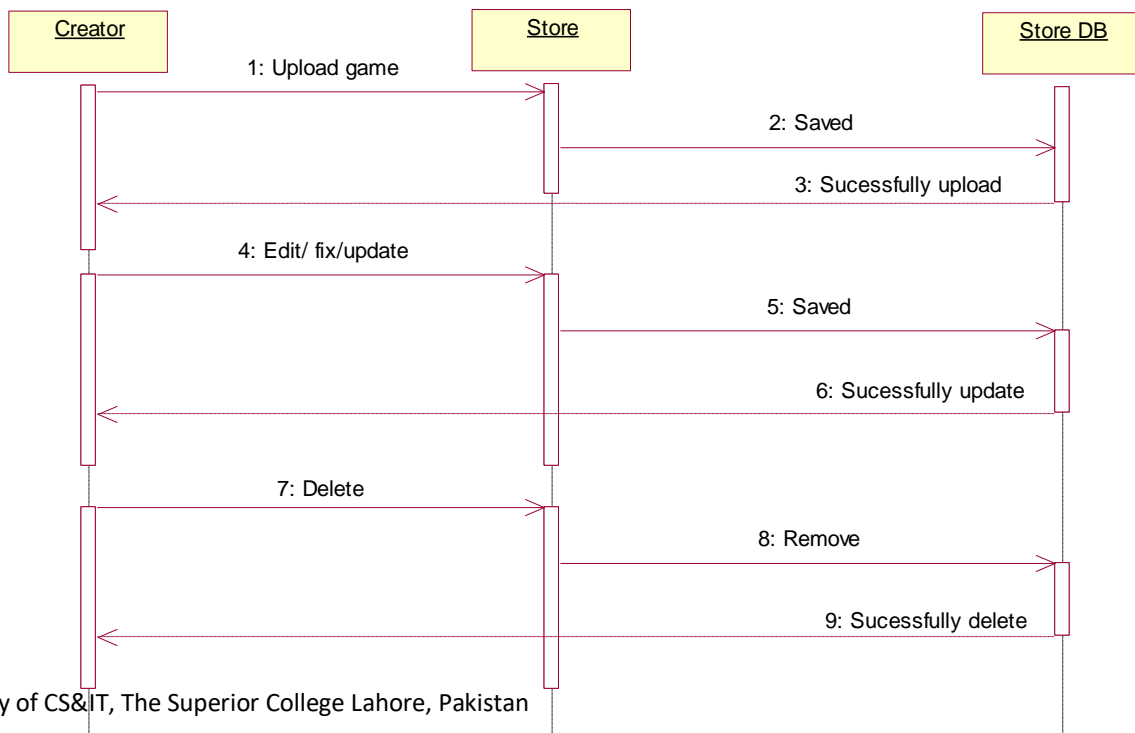 Creator
Store
Store DB
1: Upload game
2: Saved
3: Sucessfully upload
4: Edit/ fix/update
5: Saved
6: Sucessfully update
7: Delete
8: Remove
9: Sucessfully delete
y of CS&IT, The Superior College Lahore, Pakistan